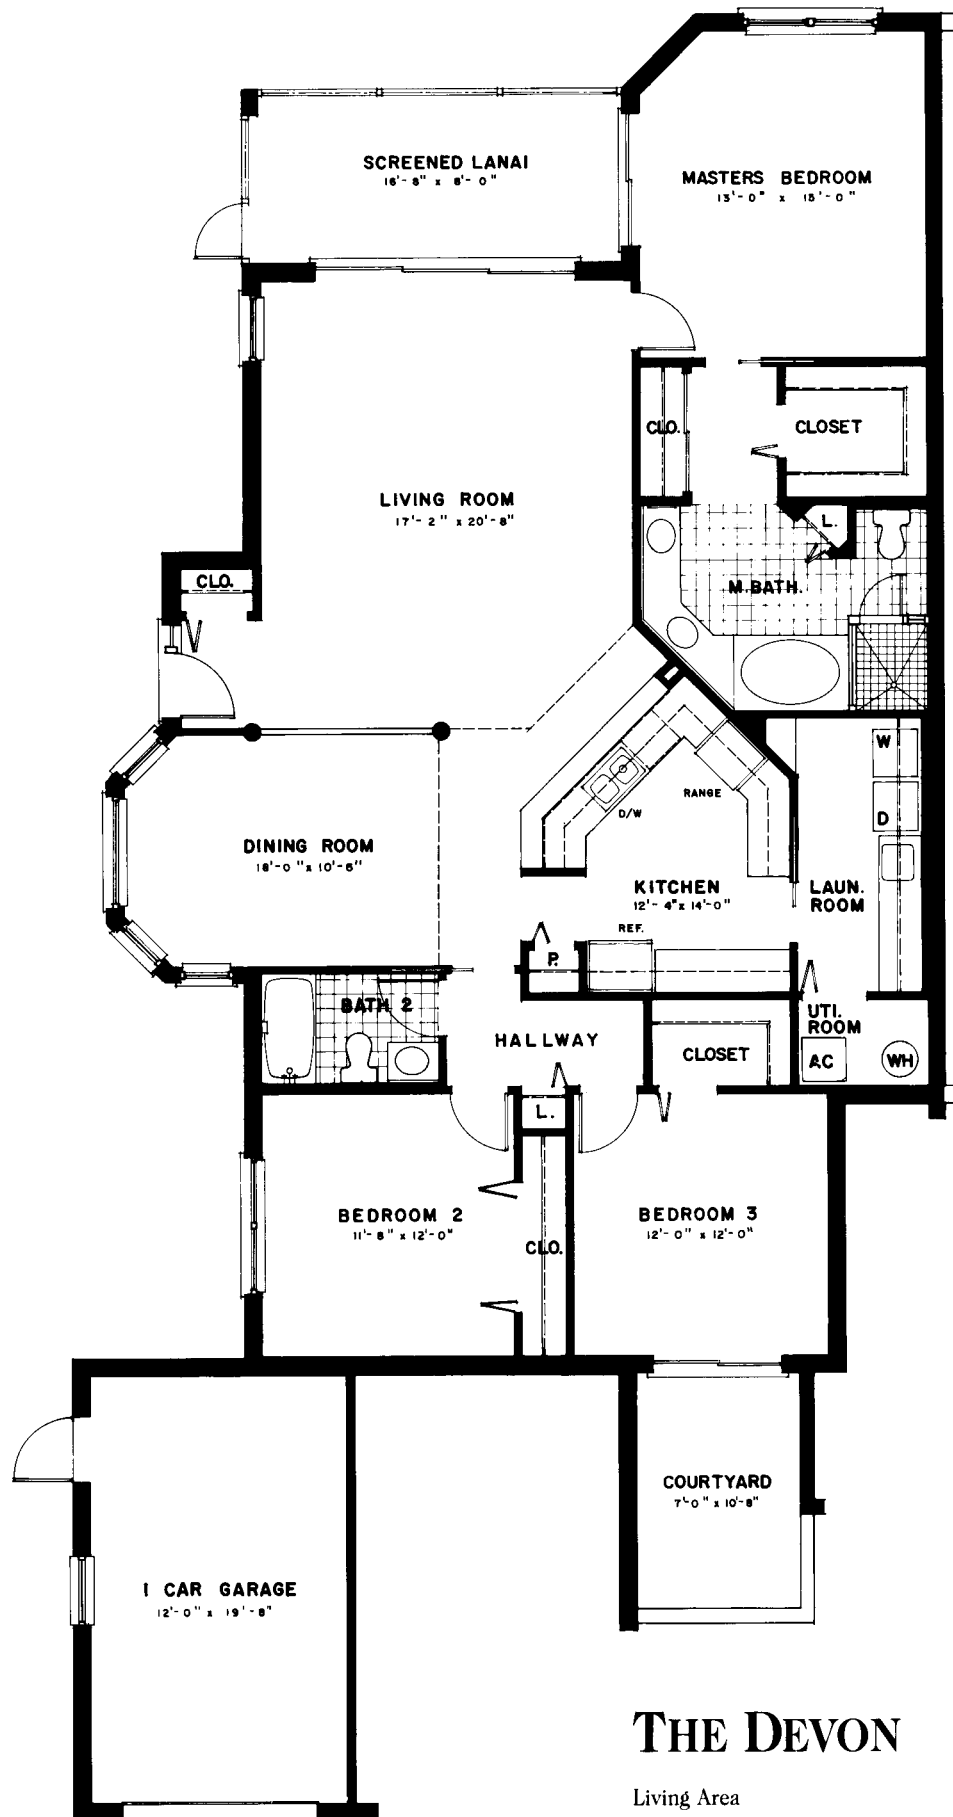 SCREENED LANAI
16'-8" x 8'-0"
MASTERS BEDROOM
13'-0" x 15'-0"
CLO.
CLOSET
LIVING ROOM
17'-2" x 20'-8"
L.
CLO.
M.BATH.
W
RANGE
D/W
D
DINING ROOM
18'-0" x 10'-6"
KITCHEN
12'-4" x 14'-0"
LAUN.
ROOM
REF.
P.
BATH 2
UTI.
ROOM
HALLWAY
CLOSET
AC
WH
L.
BEDROOM 2
11'-8" x 12'-0"
BEDROOM 3
12'-0" x 12'-0"
CLO.
COURTYARD
7'-0" x 10'-8"
1 CAR GARAGE
12'-0" x 19'-8"
THE DEVON
Living Area